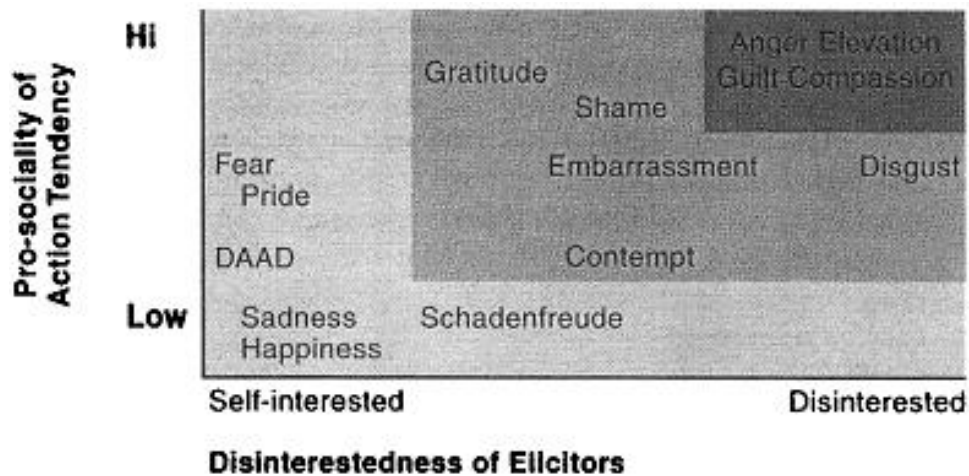 Pro-sociality of
Action Tendency
Hi
Low
Anger Elevation
Guilt Compassion
Gratitude
Shame
Fear
Pride
Embarrassment
Disgust
DAAD
Contempt
Sadness
Happiness
Schadenfreude
Self-interested
Disinterested
Disinterestedness of Elicitors